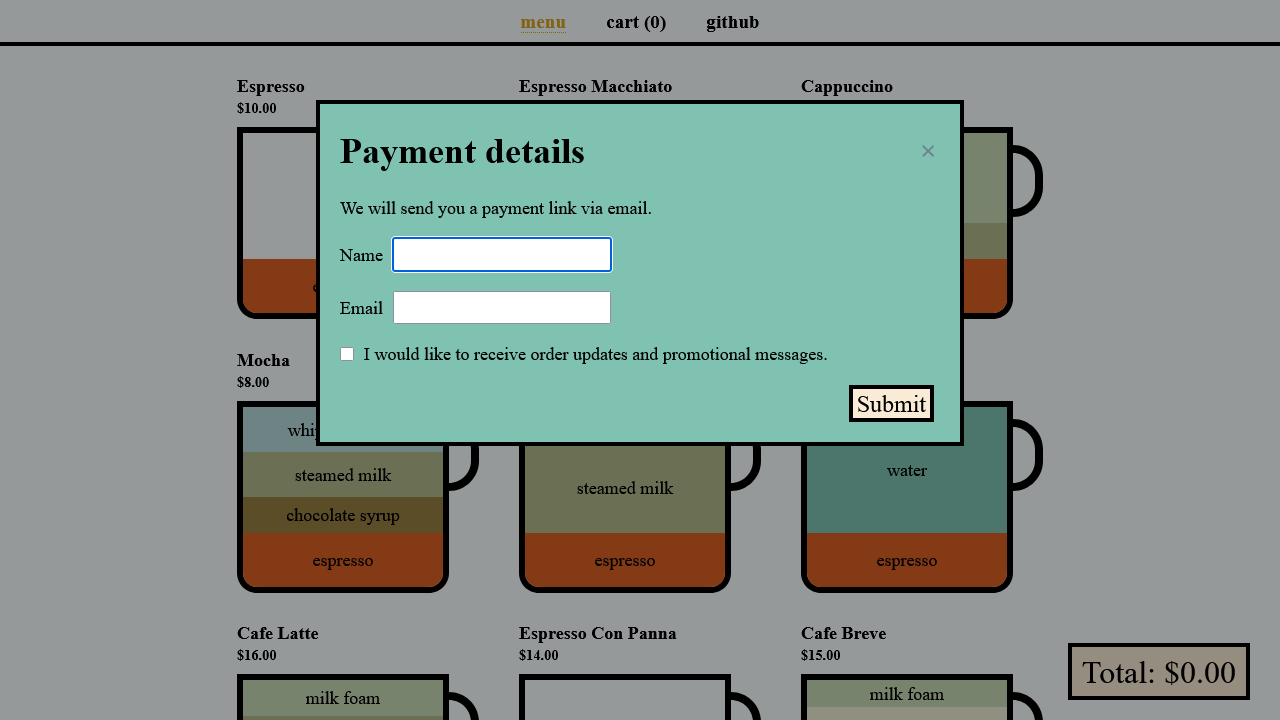 menu
cart (0)
github
Espresso
$10.00
Espresso Macchiato
Cappuccino
Payment details
×
We will send you a payment link via email.
Name
Email
I would like to receive order updates and promotional messages.
Submit
Mocha
$8.00
steamed milk
chocolate syrup
espresso
steamed milk
espresso
water
espresso
Cafe Latte
$16.00
milk foam
Espresso Con Panna
$14.00
Cafe Breve
$15.00
milk foam
Total: $0.00